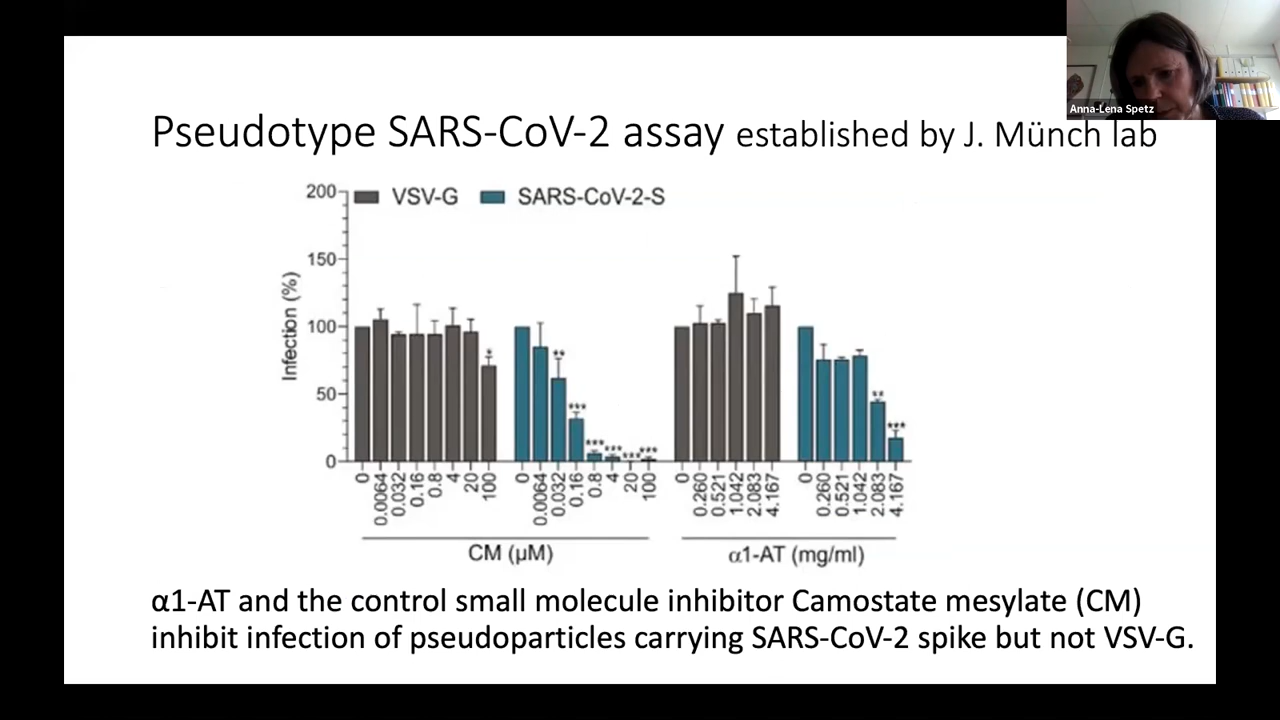 Anna-Lena Spetz
Pseudotype SARS-CoV-2 assay established by J. Münch lab
VSV-G SARS-CoV-2-S
Infection (%)
200
150
100
50
0
* ** *** *** *** *** *** ** ***
0 0.0064 0.032 0.16 0.8 4 20 100 0 0.0064 0.032 0.16 0.8 4 20 100 0 0.260 0.521 1.042 2.083 4.167 0 0.260 0.521 1.042 2.083 4.167
CM (µM) α1-AT (mg/ml)
α1-AT and the control small molecule inhibitor Camostate mesylate (CM)
inhibit infection of pseudoparticles carrying SARS-CoV-2 spike but not VSV-G.